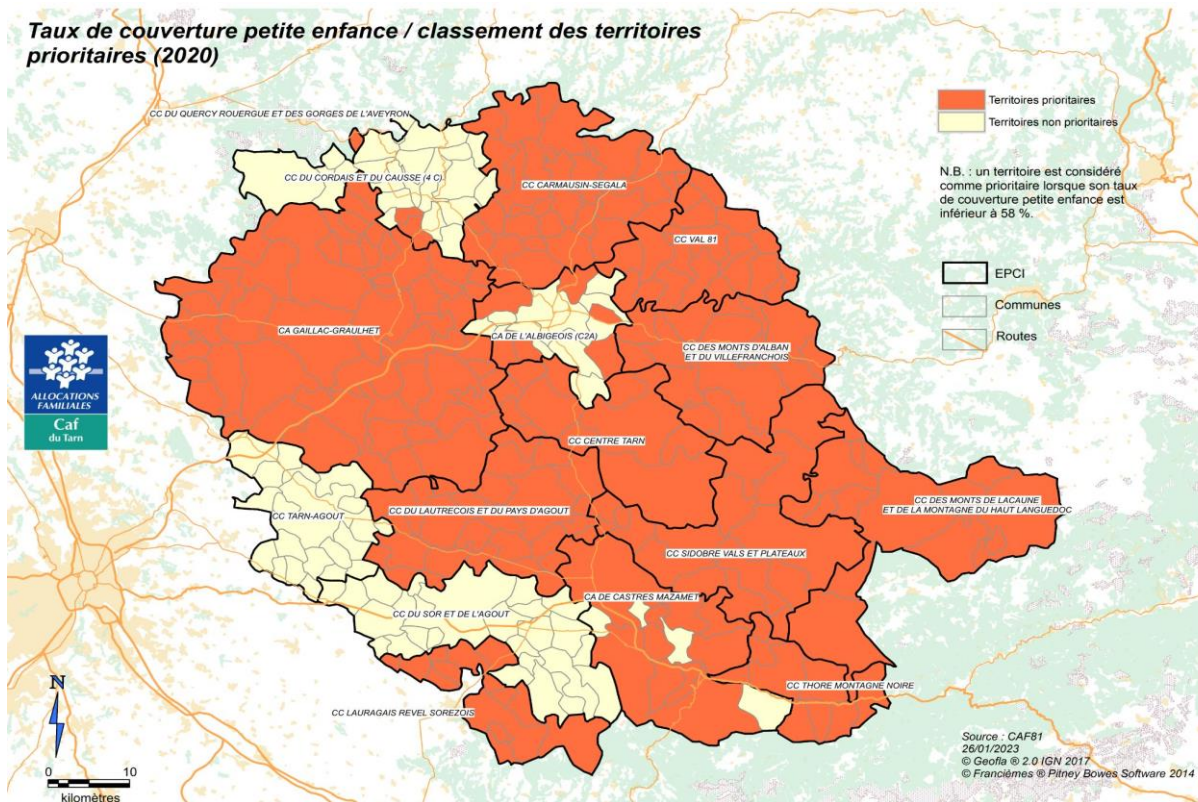 Taux de couverture petite enfance / classement des territoires
prioritaires (2020)
Territoires prioritaires
Territoires non prioritaires
N.B. : un territoire est considéré
comme prioritaire lorsque son taux
de couverture petite enfance est
inférieur à 58 %.
EPCI
Communes
Routes
CC DU QUERCY ROUERGUE ET DES GORGES DE L'AVEYRON
CC DU CORDAIS ET DU CAUSSE (4 C)
CC CARMAUSIN-SEGALA
CC VAL 81
CA GAILLAC-GRAULHET
CA DE L'ALBIGEOIS (C2A)
CC DES MONTS D'ALBAN
ET DU VILLEFRANCHOIS
ALLOCATIONS
FAMILIALES
Caf
du Tarn
CC CENTRE TARN
CC DES MONTS DE LACAUNE
ET DE LA MONTAGNE DU HAUT LANGUEDOC
CC TARN-AGOUT
CC DU LAUTRECOIS ET DU PAYS D'AGOUT
CC SIDOBRE VALS ET PLATEAUX
CA DE CASTRES MAZAMET
CC DU SOR ET DE L'AGOUT
CC THORE MONTAGNE NOIRE
CC LAURAGAIS REVEL SOREZOIS
N
0 10
kilomètres
Source : CAF81
26/01/2023
© Geofla ® 2.0 IGN 2017
© Francièmes ® Pitney Bowes Software 2014